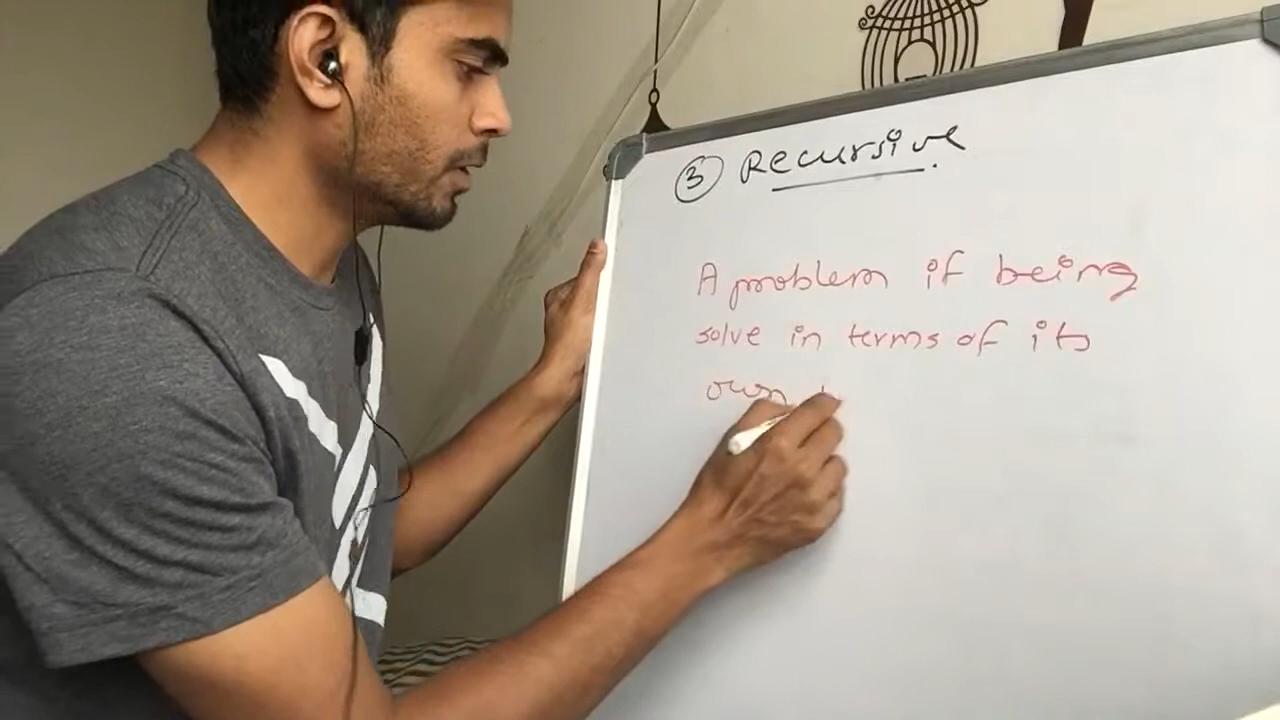 ③ Recursive
A problem if being
solve in terms of its
own